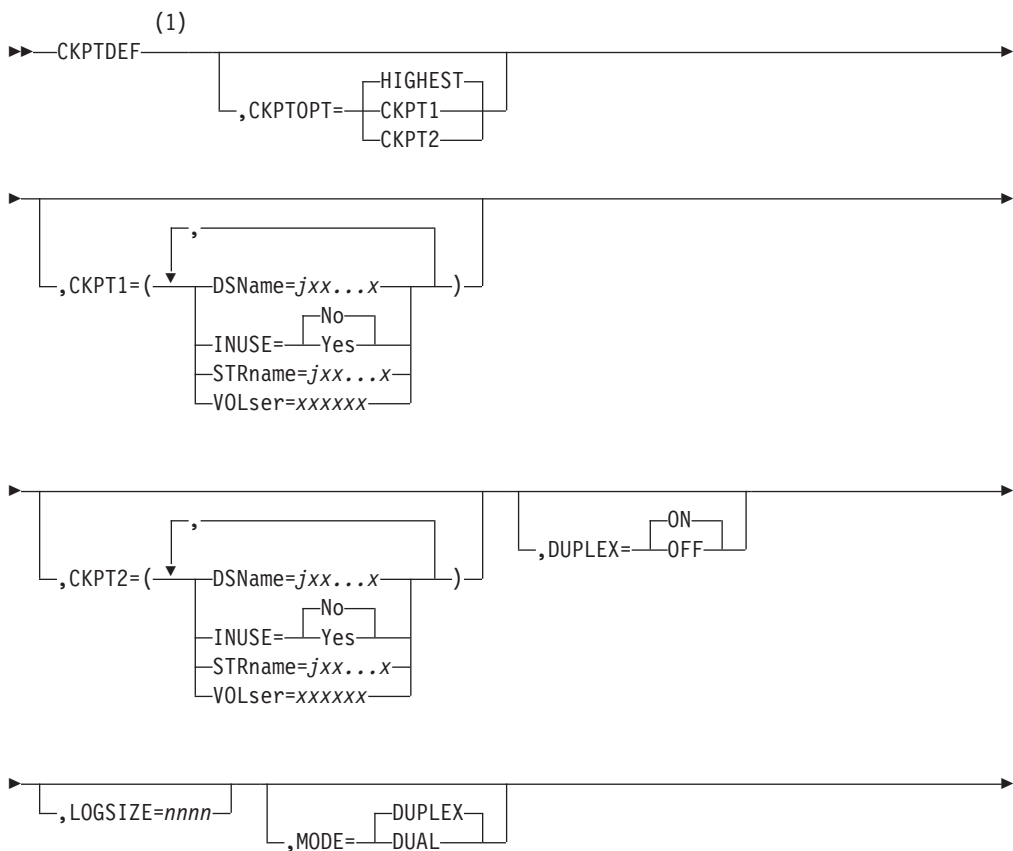 (1)
CKPTDEF
HIGHEST
,CKPTOPT= CKPT1
CKPT2
,
,CKPT1=( DSName=jxx...x )
No
INUSE= Yes
STRname=jxx...x
VOLser=xxxxxx
,
ON
,CKPT2=( DSName=jxx...x ) ,DUPLEX= OFF
No
INUSE= Yes
STRname=jxx...x
VOLser=xxxxxx
,LOGSIZE=nnnn DUPLEX
,MODE= DUAL